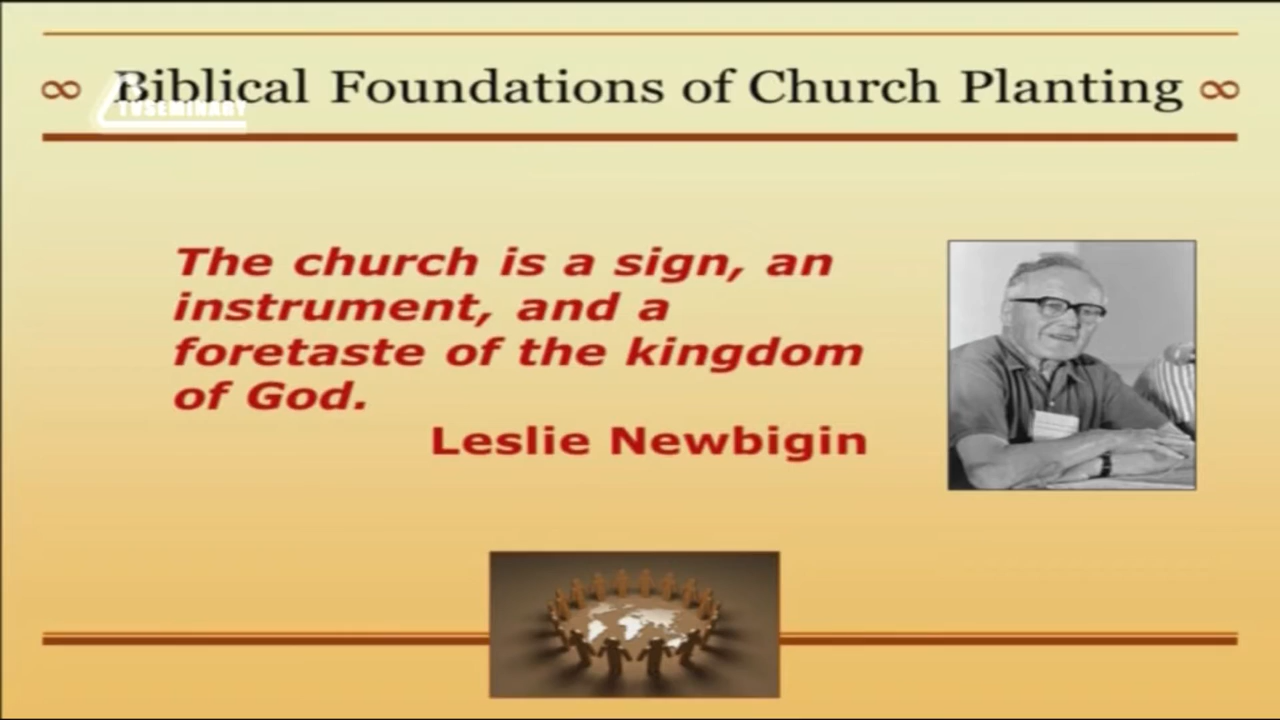 ∞ Biblical Foundations of Church Planting ∞
TVSEMINARY
The church is a sign, an
instrument, and a
foretaste of the kingdom
of God.
Leslie Newbigin